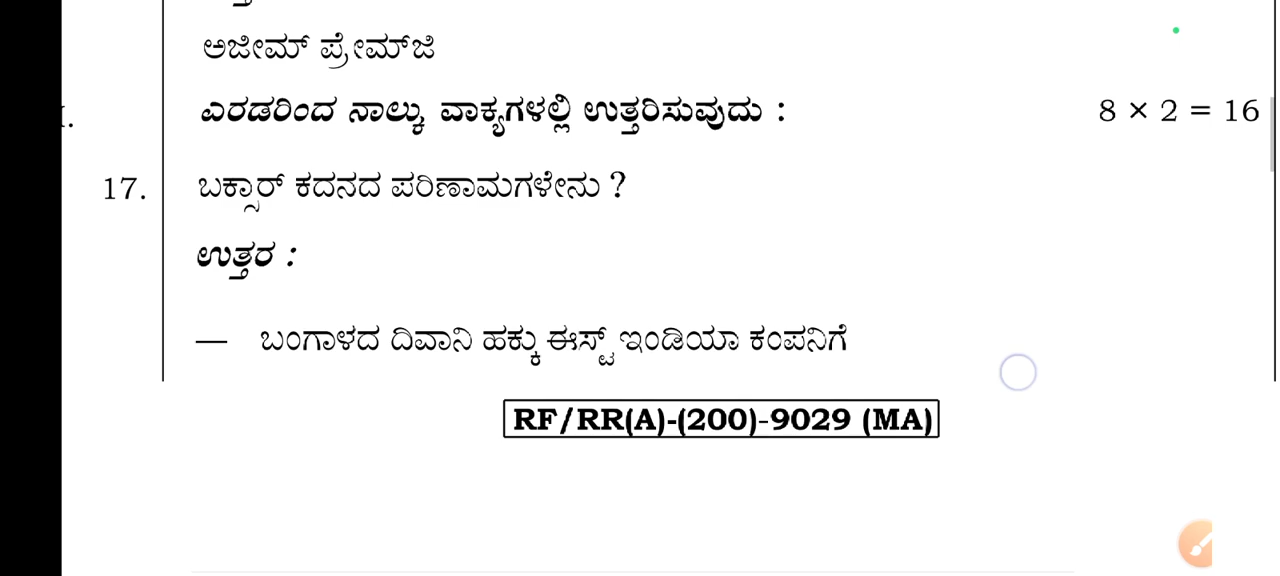 ಅಜೀಮ್ ಪ್ರೇಮ್‌ಜಿ
ಎರಡರಿಂದ ನಾಲ್ಕು ವಾಕ್ಯಗಳಲ್ಲಿ ಉತ್ತರಿಸುವುದು : 8 × 2 = 16
17. ಬಕ್ಸಾರ್ ಕದನದ ಪರಿಣಾಮಗಳೇನು ?
ಉತ್ತರ :
— ಬಂಗಾಳದ ದಿವಾನಿ ಹಕ್ಕು ಈಸ್ಟ್ ಇಂಡಿಯಾ ಕಂಪನಿಗೆ
RF/RR(A)-(200)-9029 (MA)